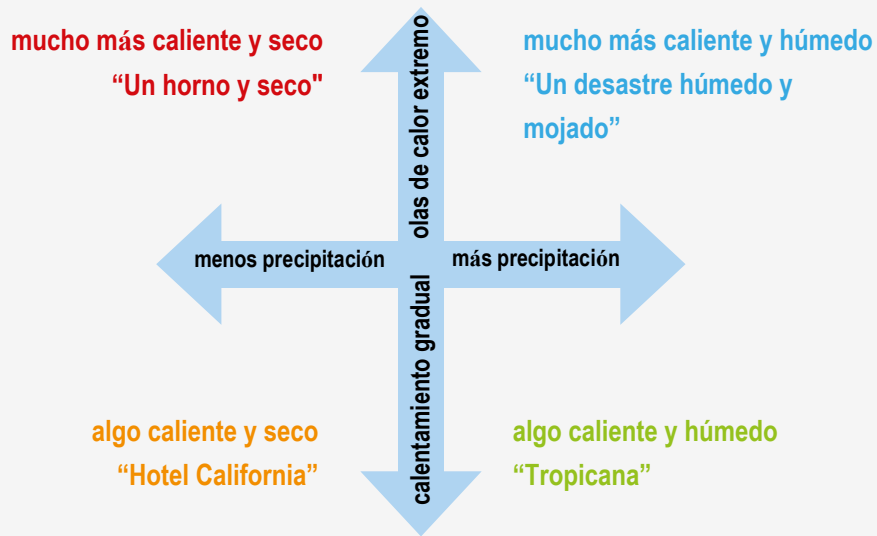 mucho más caliente y seco
“Un horno y seco"
mucho más caliente y húmedo
“Un desastre húmedo y
mojado”
olas de calor extremo
menos precipitación
más precipitación
calentamiento gradual
algo caliente y seco
“Hotel California”
algo caliente y húmedo
“Tropicana”